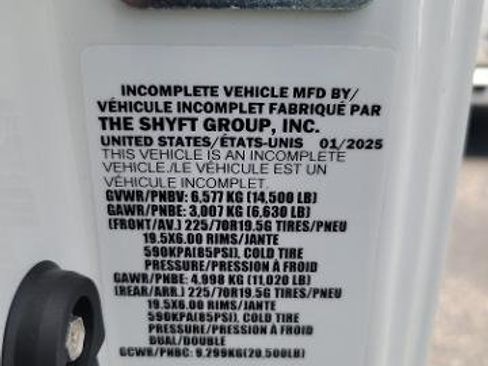 INCOMPLETE VEHICLE MFD BY/
VÉHICULE INCOMPLET FABRIQUÉ PAR
THE SHYFT GROUP, INC.
UNITED STATES/ÉTATS-UNIS 01/2025
THIS VEHICLE IS AN INCOMPLETE
VEHICLE./LE VÉHICULE EST UN
VÉHICULE INCOMPLET.
GVWR/PNBV: 6,577 KG (14,500 LB)
GAWR/PNBE: 3,007 KG (6,630 LB)
(FRONT/AV.) 225/70R19.5G TIRES/PNEU
19.5X6.00 RIMS/JANTE
590KPA(85PSI), COLD TIRE
PRESSURE/PRESSION À FROID
GAWR/PNBE: 4,998 KG (11,020 LB)
(REAR/ARR.) 225/70R19.5G TIRES/PNEU
19.5X6.00 RIMS/JANTE
590KPA(85PSI), COLD TIRE
PRESSURE/PRESSION À FROID
DUAL/DOUBLE
GCWR/PNBC: 9,299KG(20,500LB)